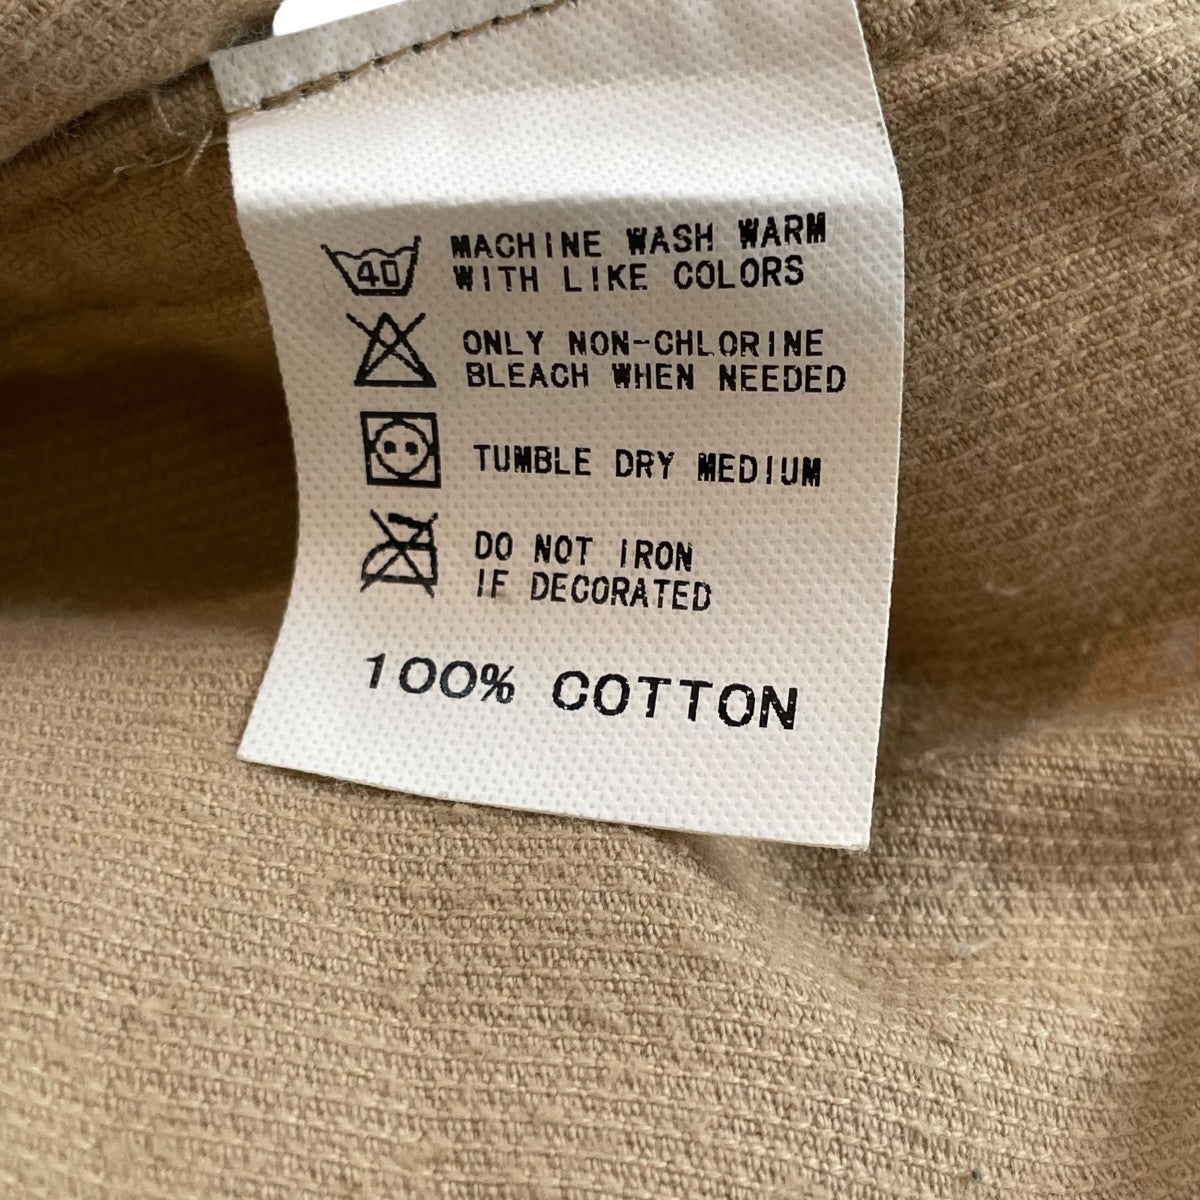 40 MACHINE WASH WARM
WITH LIKE COLORS
ONLY NON-CHLORINE
BLEACH WHEN NEEDED
TUMBLE DRY MEDIUM
DO NOT IRON
IF DECORATED
100% COTTON